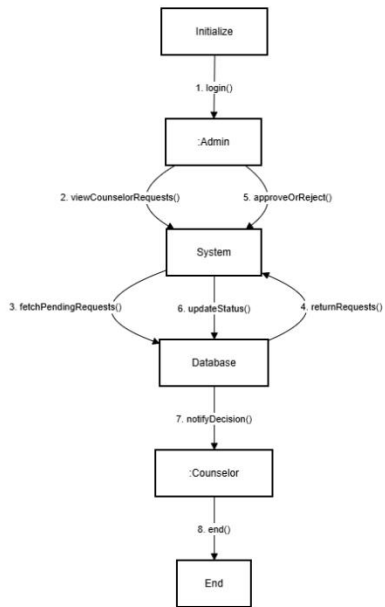 Initialize
1. login()
:Admin
2. viewCounselorRequests()
5. approveOrReject()
System
3. fetchPendingRequests()
6. updateStatus()
4. returnRequests()
Database
7. notifyDecision()
:Counselor
8. end()
End